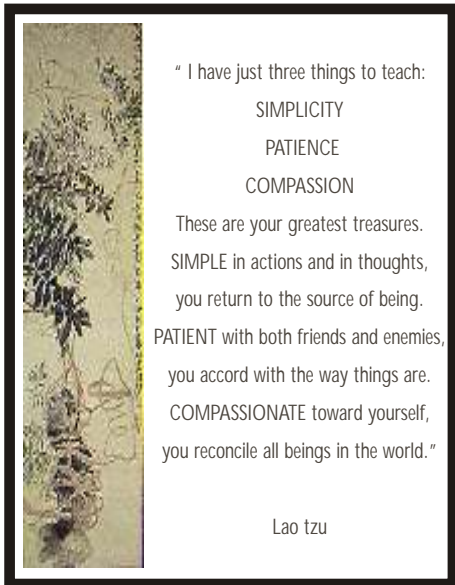 “ I have just three things to teach:
SIMPLICITY
PATIENCE
COMPASSION
These are your greatest treasures.
SIMPLE in actions and in thoughts,
you return to the source of being.
PATIENT with both friends and enemies,
you accord with the way things are.
COMPASSIONATE toward yourself,
you reconcile all beings in the world.”
Lao tzu